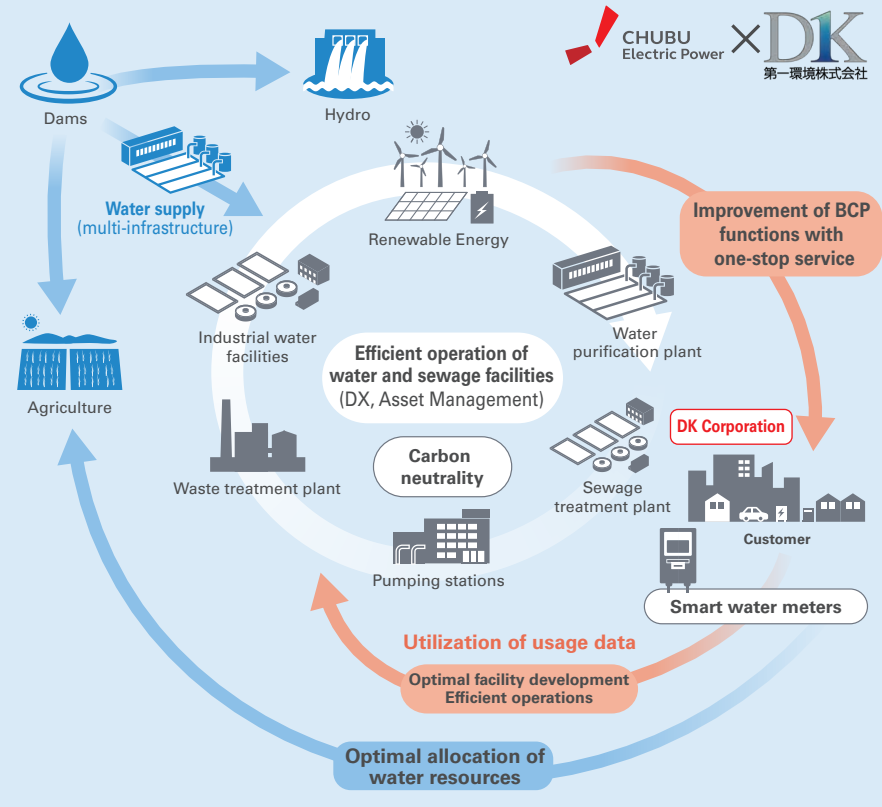 CHUBU
Electric Power
DK
第一環境株式会社
Dams
Hydro
Water supply
(multi-infrastructure)
Renewable Energy
Improvement of BCP
functions with
one-stop service
Industrial water
facilities
Water
purification plant
Efficient operation of
water and sewage facilities
(DX, Asset Management)
Agriculture
DK Corporation
Carbon
neutrality
Waste treatment plant
Sewage
treatment plant
Customer
Pumping stations
Smart water meters
Utilization of usage data
Optimal facility development
Efficient operations
Optimal allocation of
water resources